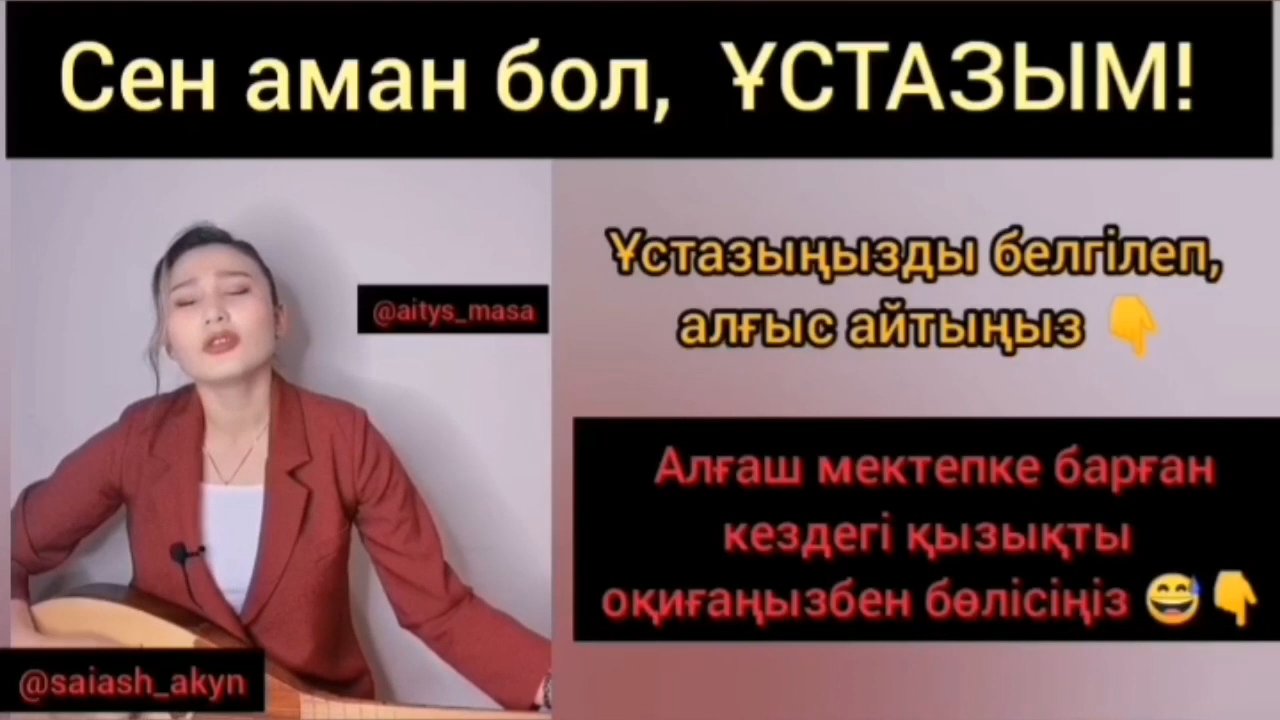 Сен аман бол, ҰСТАЗЫМ!
@aitys_masa
Ұстазыңызды белгілеп,
алғыс айтыңыз 👇
Алғаш мектепке барған
кездегі қызықты
оқиғаңызбен бөлісіңіз 😅👇
@saiash_akyn